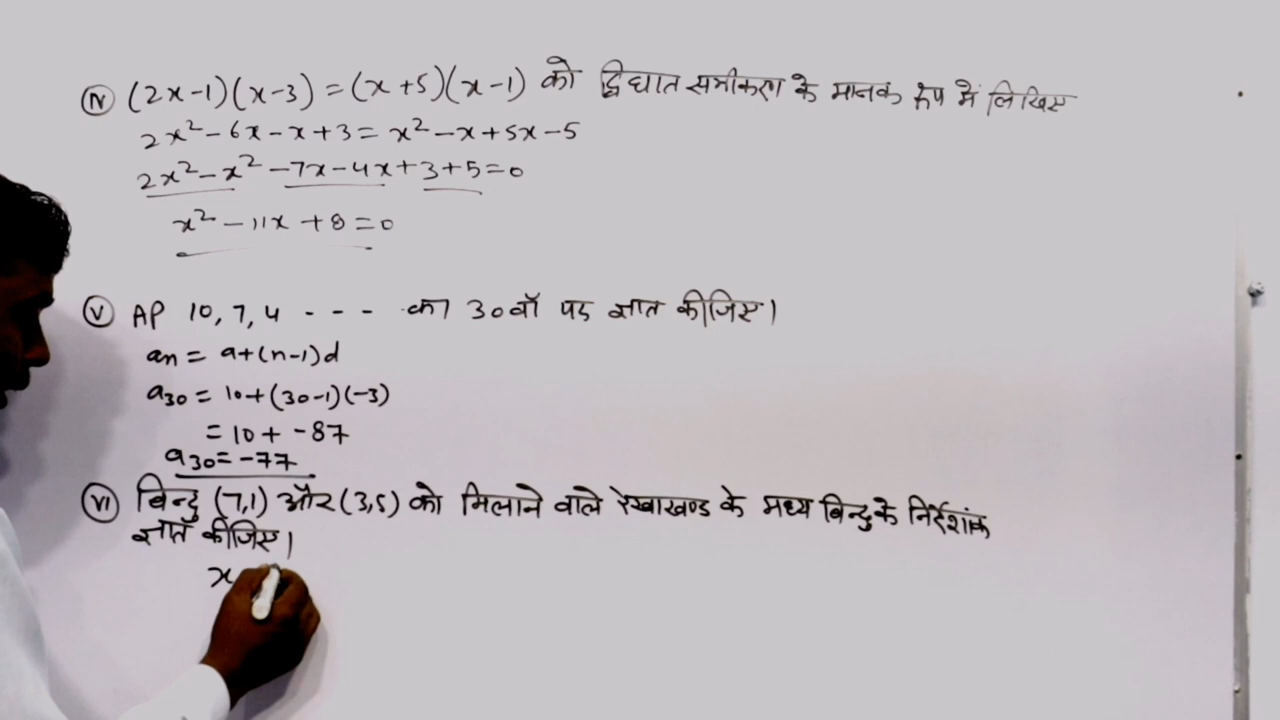 (iv) (2x-1)(x-3) = (x+5)(x-1) को द्विघात समीकरण के मानक रूप में लिखिए
2x² - 6x - x + 3 = x² - x + 5x - 5
2x² - x² - 7x - 4x + 3 + 5 = 0
x² - 11x + 8 = 0
(v) AP 10, 7, 4 - - - का 30वाँ पद ज्ञात कीजिए।
an = a+(n-1)d
a30 = 10+(30-1)(-3)
= 10 + -87
a30 = -77
(vi) बिन्दु (7,1) और (3,5) को मिलाने वाले रेखाखण्ड के मध्य बिन्दु के निर्देशांक
ज्ञात कीजिए।
x